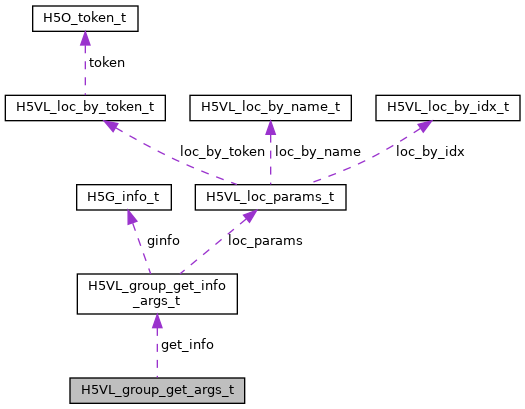 H5O_token_t
token
H5VL_loc_by_token_t
H5VL_loc_by_name_t
H5VL_loc_by_idx_t
loc_by_token
loc_by_name
loc_by_idx
H5G_info_t
H5VL_loc_params_t
ginfo
loc_params
H5VL_group_get_info
_args_t
get_info
H5VL_group_get_args_t